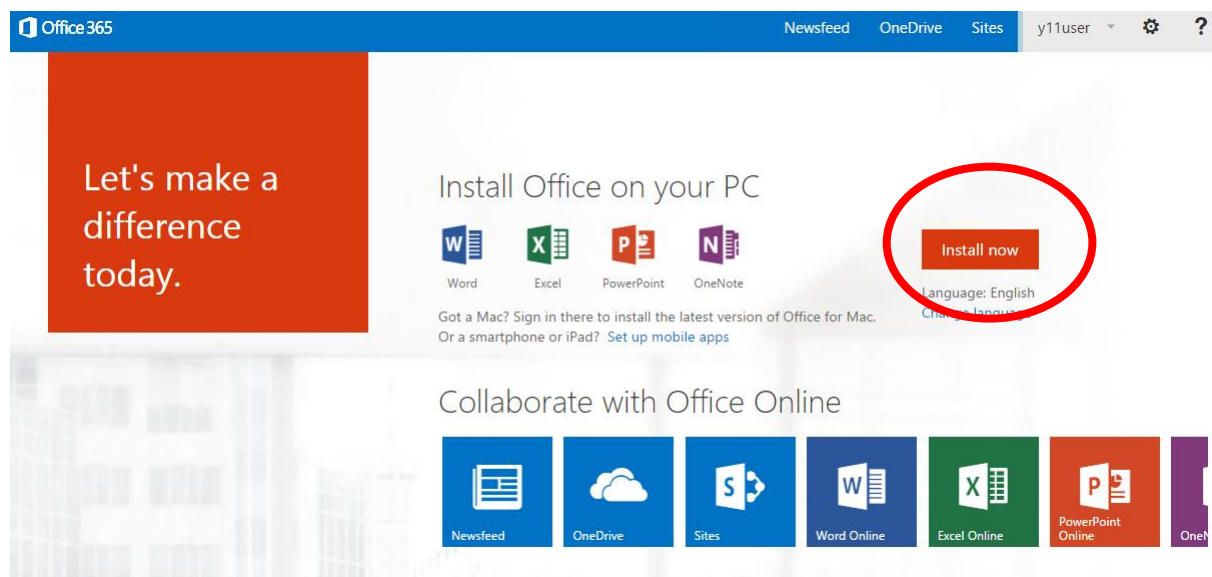 Office 365
Newsfeed OneDrive Sites y11user ?
Let's make a
difference
today.
Install Office on your PC
Word Excel PowerPoint OneNote
Got a Mac? Sign in there to install the latest version of Office for Mac.
Or a smartphone or iPad? Set up mobile apps
Install now
Language: English
Change language
Collaborate with Office Online
Newsfeed OneDrive Sites Word Online Excel Online PowerPoint
Online